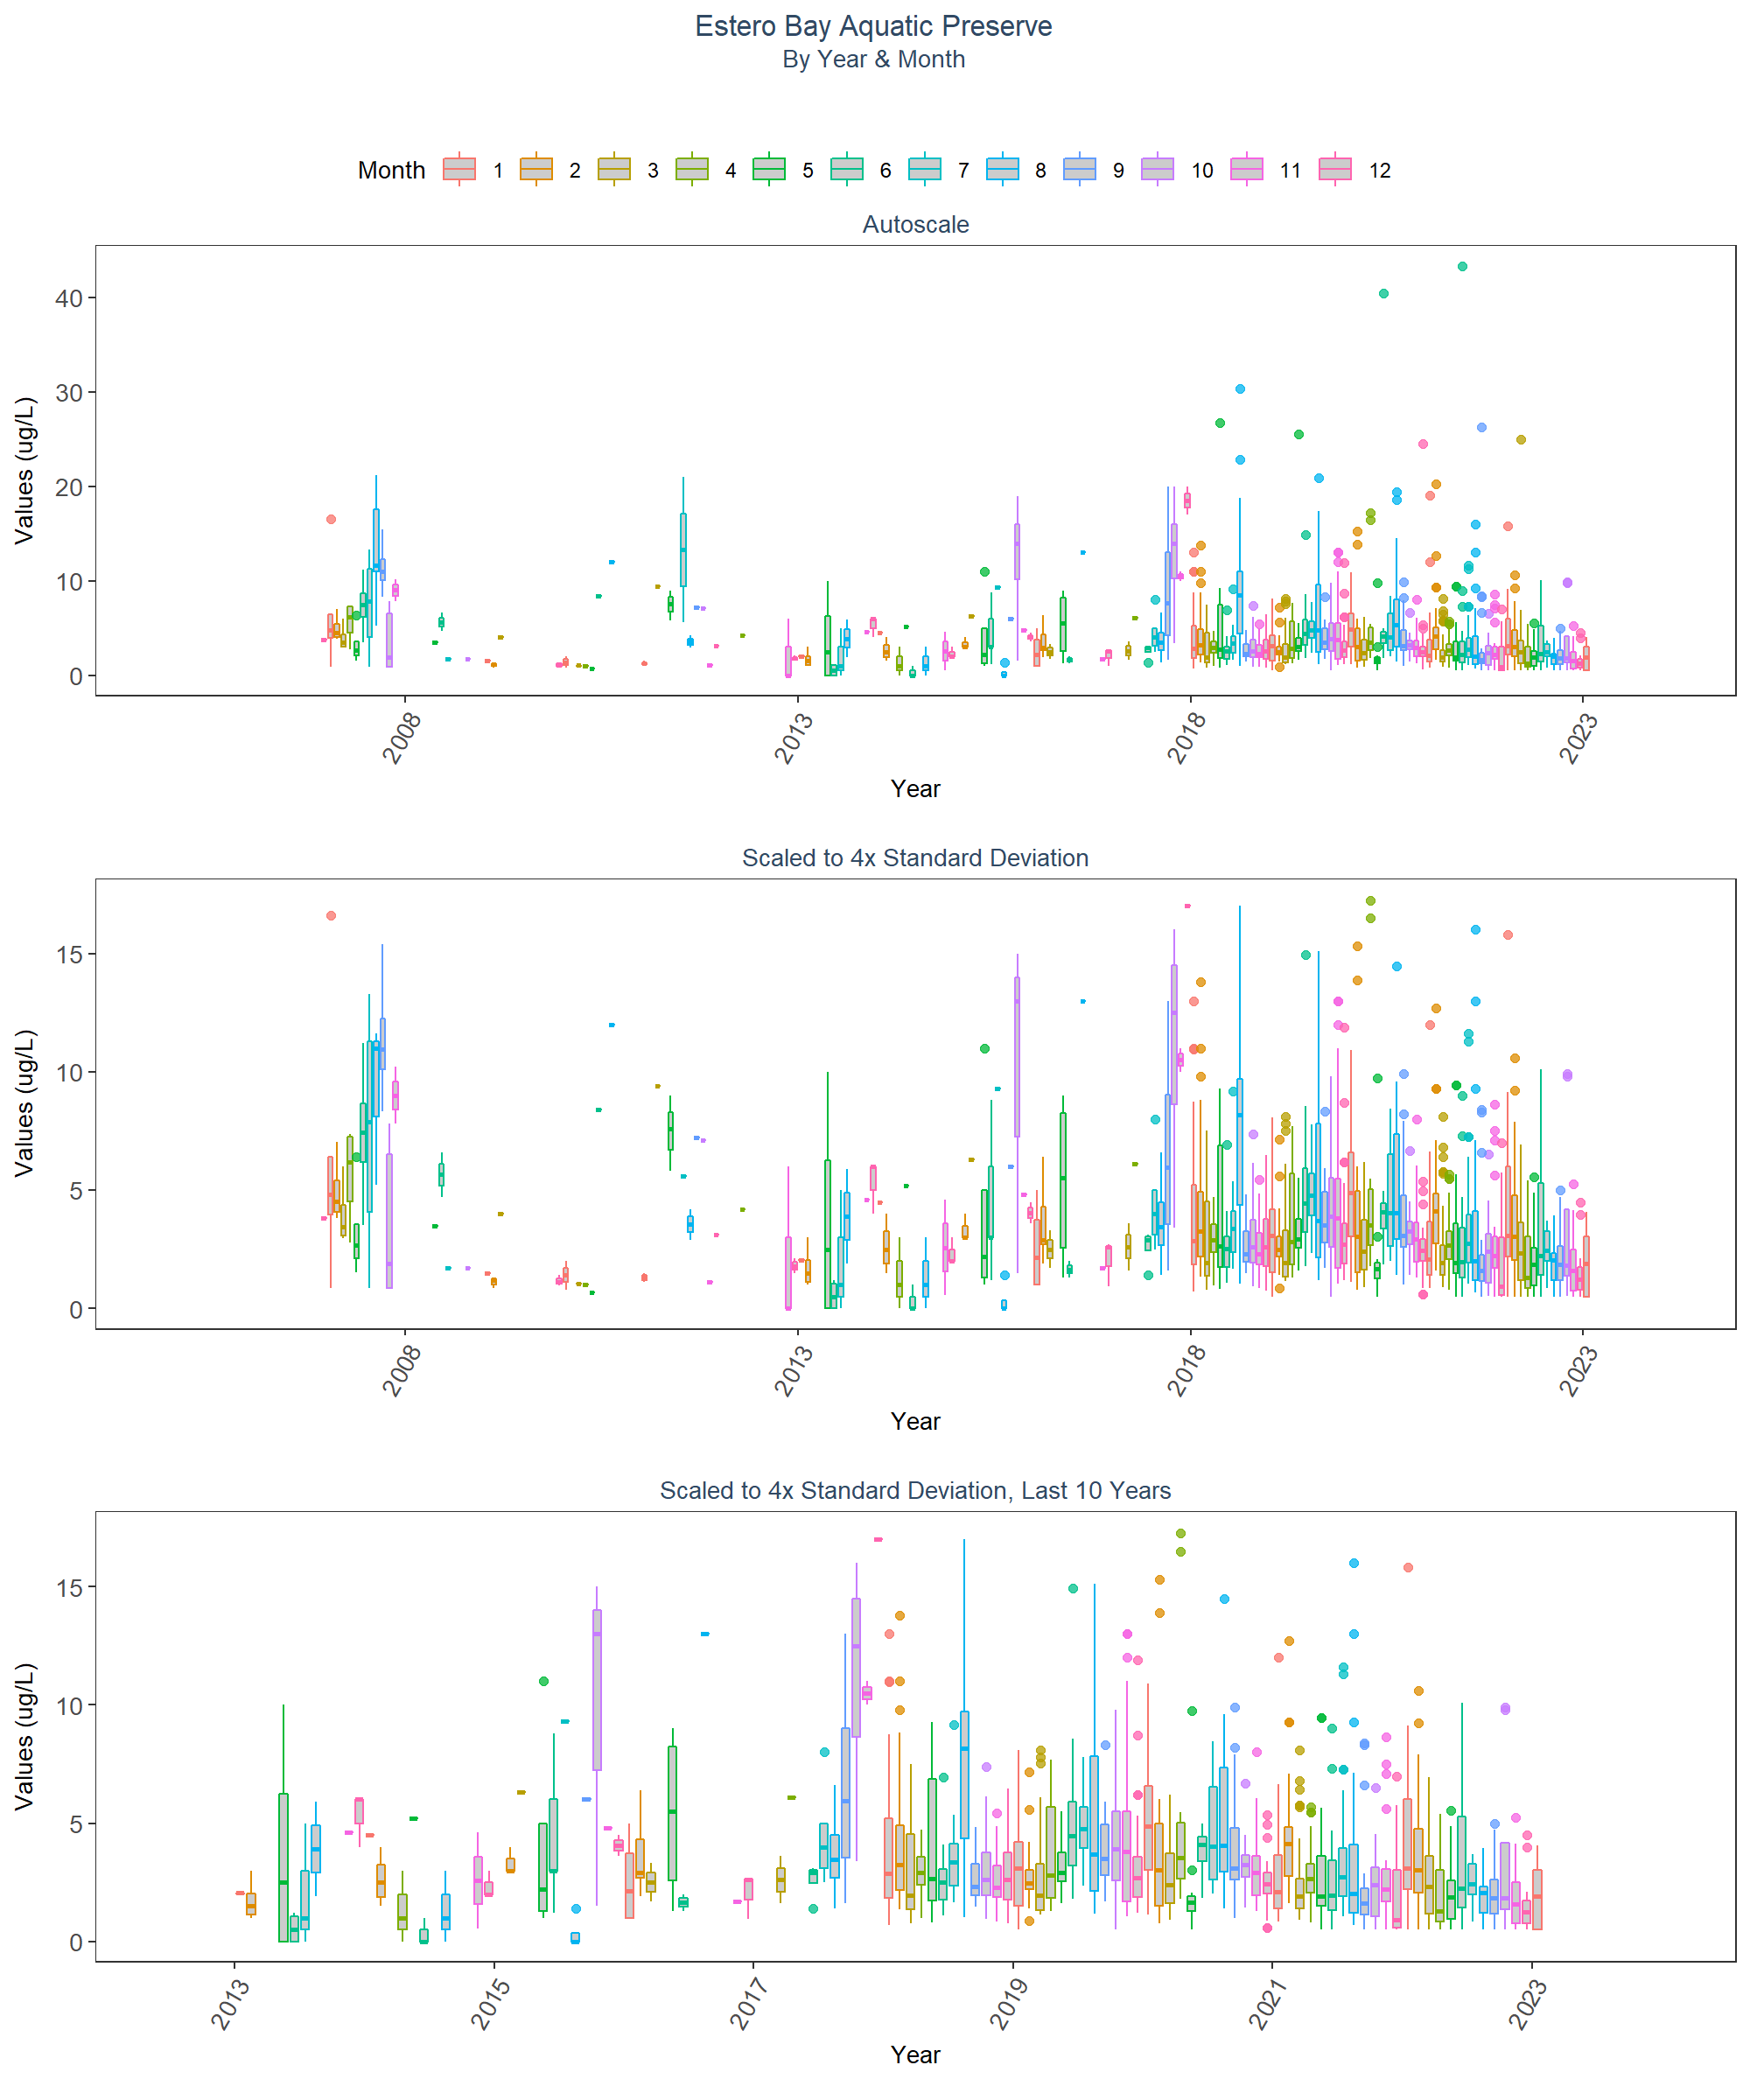 Estero Bay Aquatic Preserve
By Year & Month
Month 1 2 3 4 5 6 7 8 9 10 11 12
Autoscale
Values (ug/L)
40
30
20
10
0
2008 2013 2018 2023
Year
Scaled to 4x Standard Deviation
Values (ug/L)
15
10
5
0
2008 2013 2018 2023
Year
Scaled to 4x Standard Deviation, Last 10 Years
Values (ug/L)
15
10
5
0
2013 2015 2017 2019 2021 2023
Year